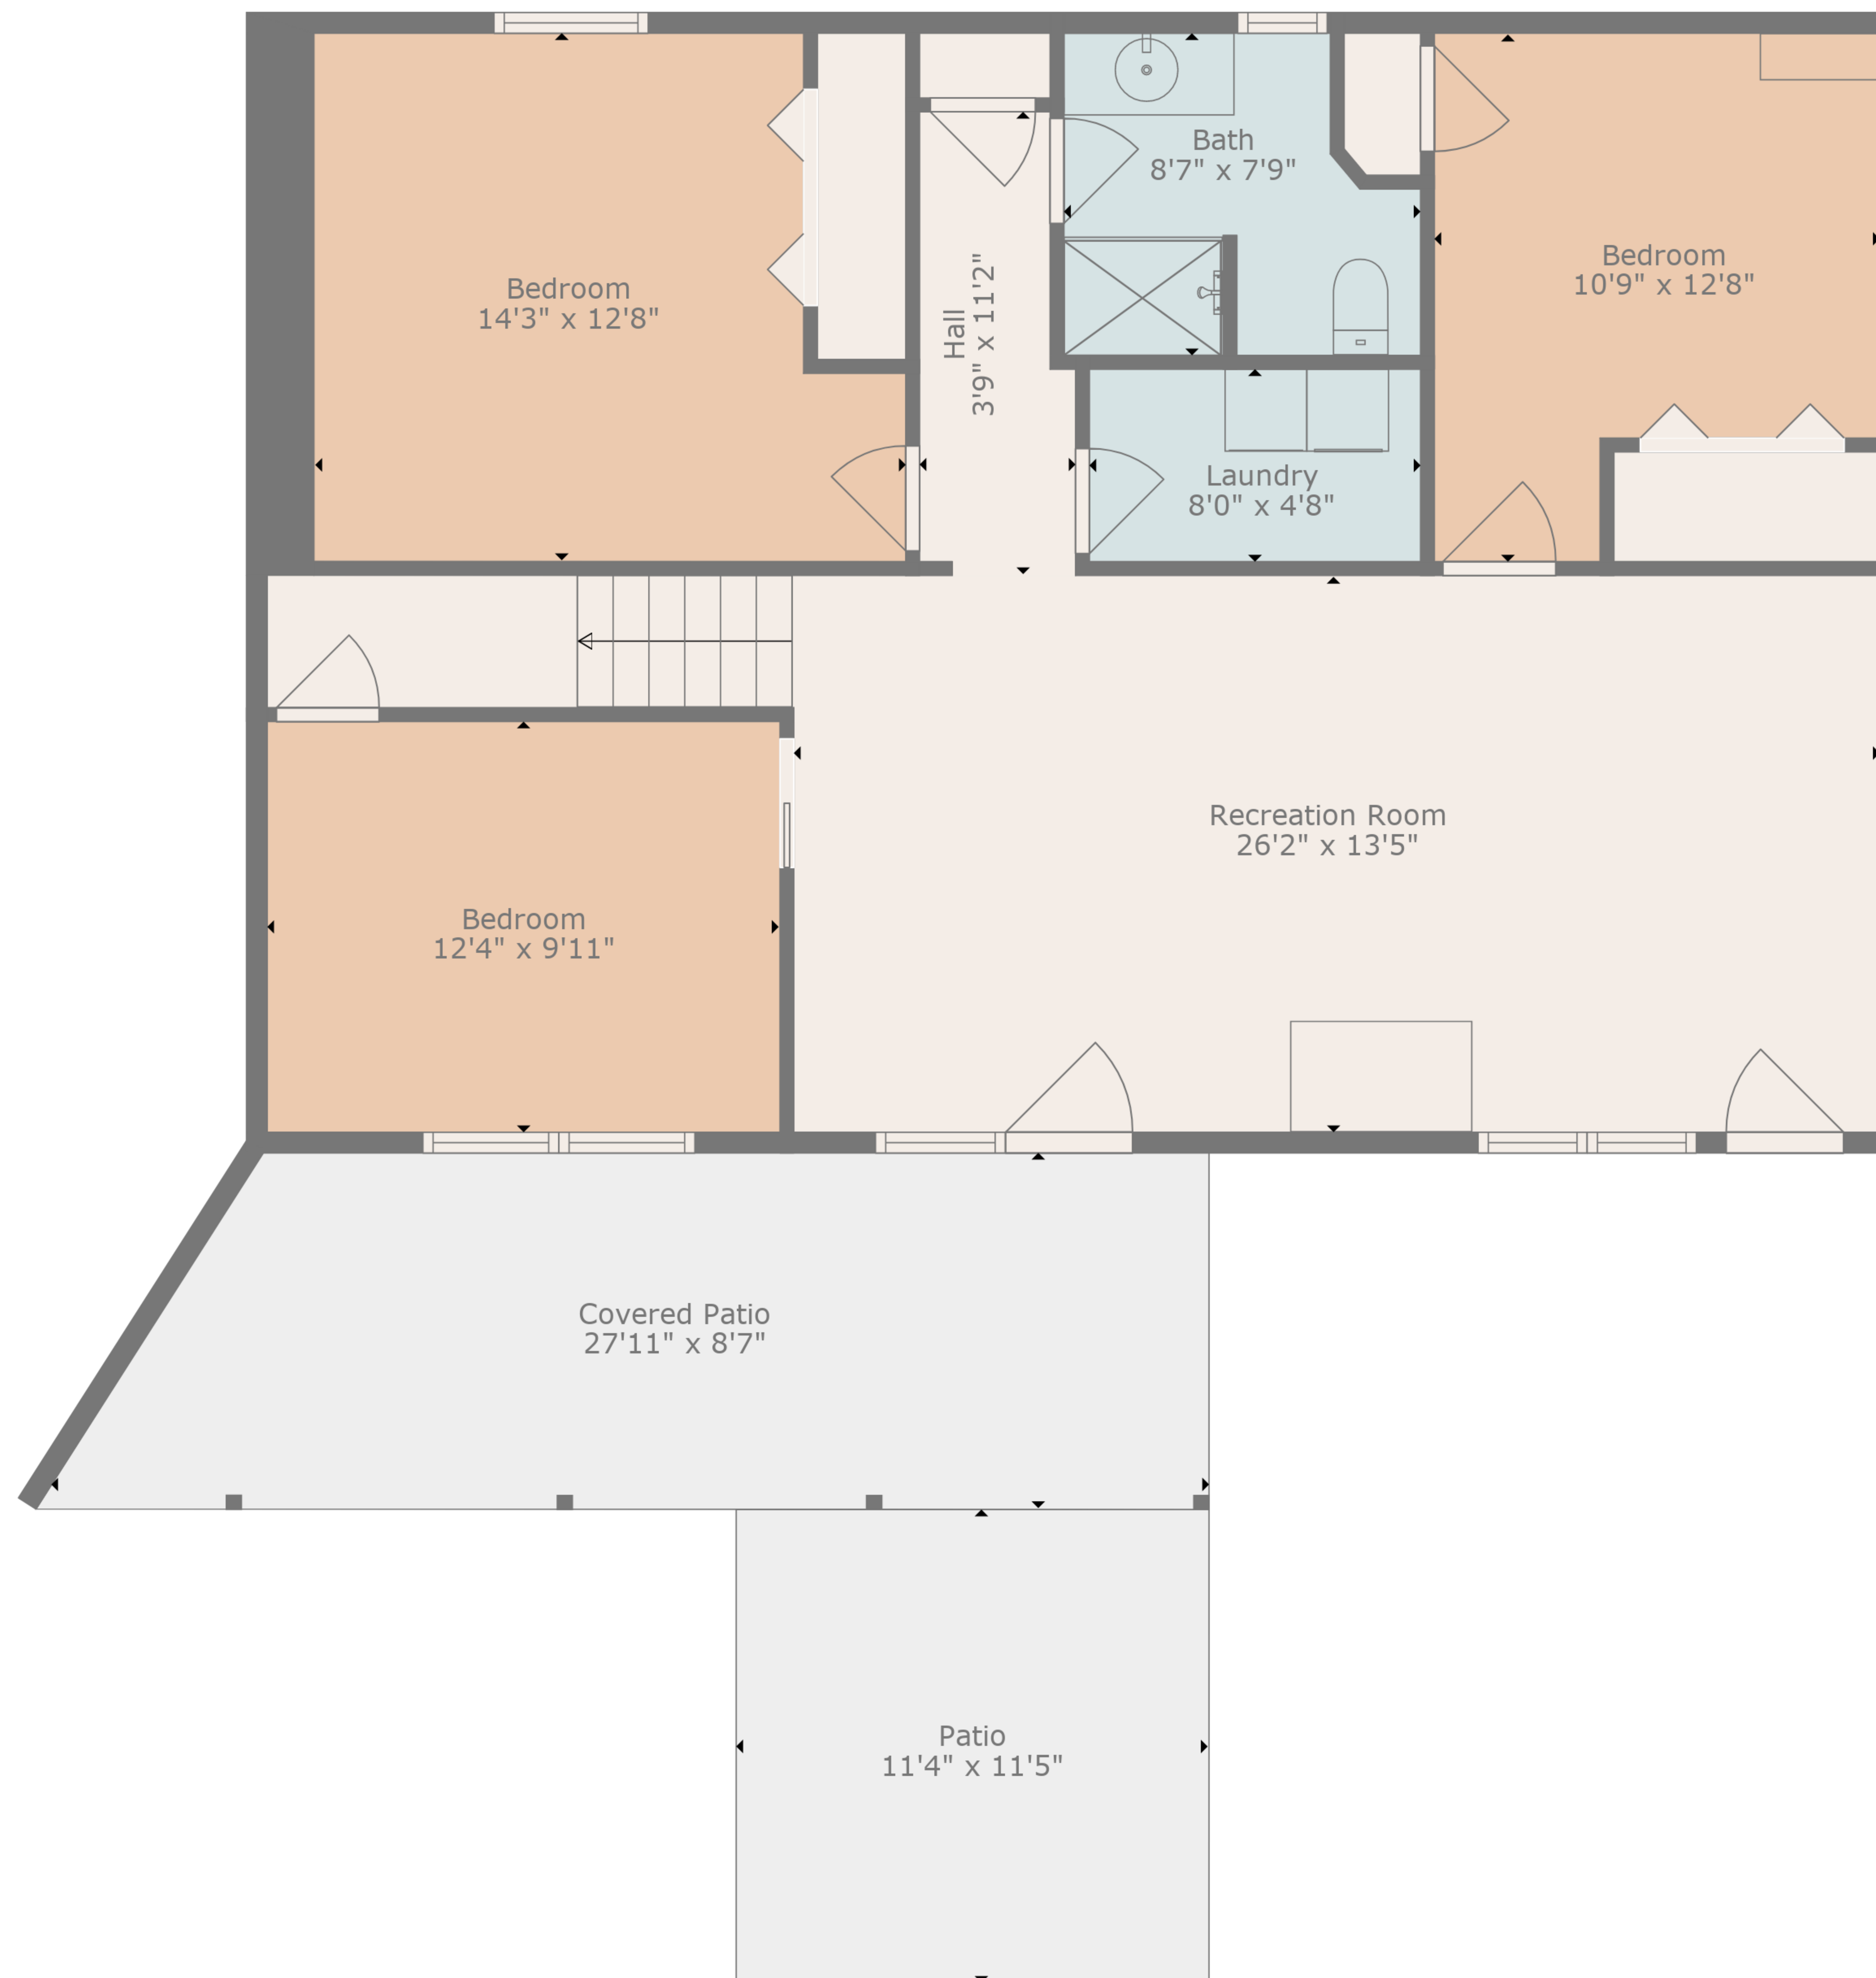 Bath
8'7" x 7'9"
Bedroom
10'9" x 12'8"
Bedroom
14'3" x 12'8"
Hall
3'9" x 11'2"
Laundry
8'0" x 4'8"
Recreation Room
26'2" x 13'5"
Bedroom
12'4" x 9'11"
Covered Patio
27'11" x 8'7"
Patio
11'4" x 11'5"